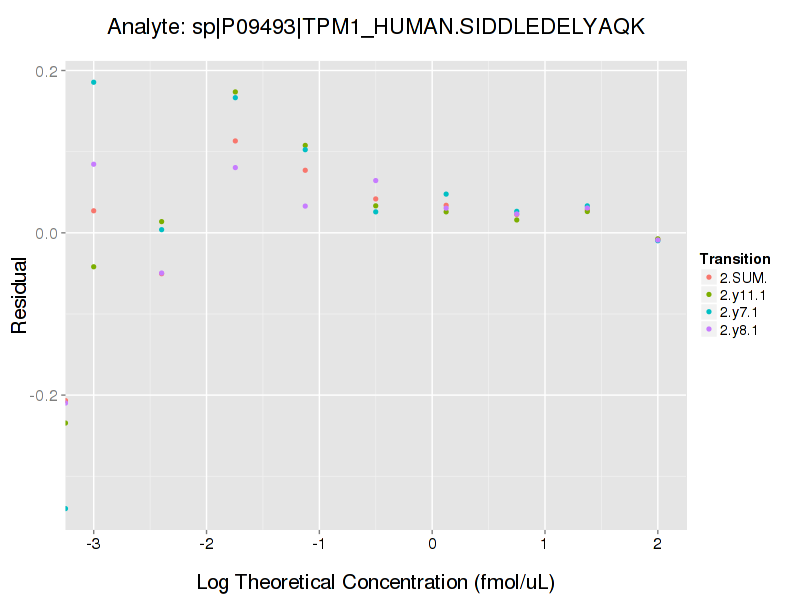 Analyte: sp|P09493|TPM1_HUMAN.SIDDLEDELYAQK
0.2
0.0
-0.2
Residual
-3 -2 -1 0 1 2
Log Theoretical Concentration (fmol/uL)
Transition
2.SUM.
2.y11.1
2.y7.1
2.y8.1